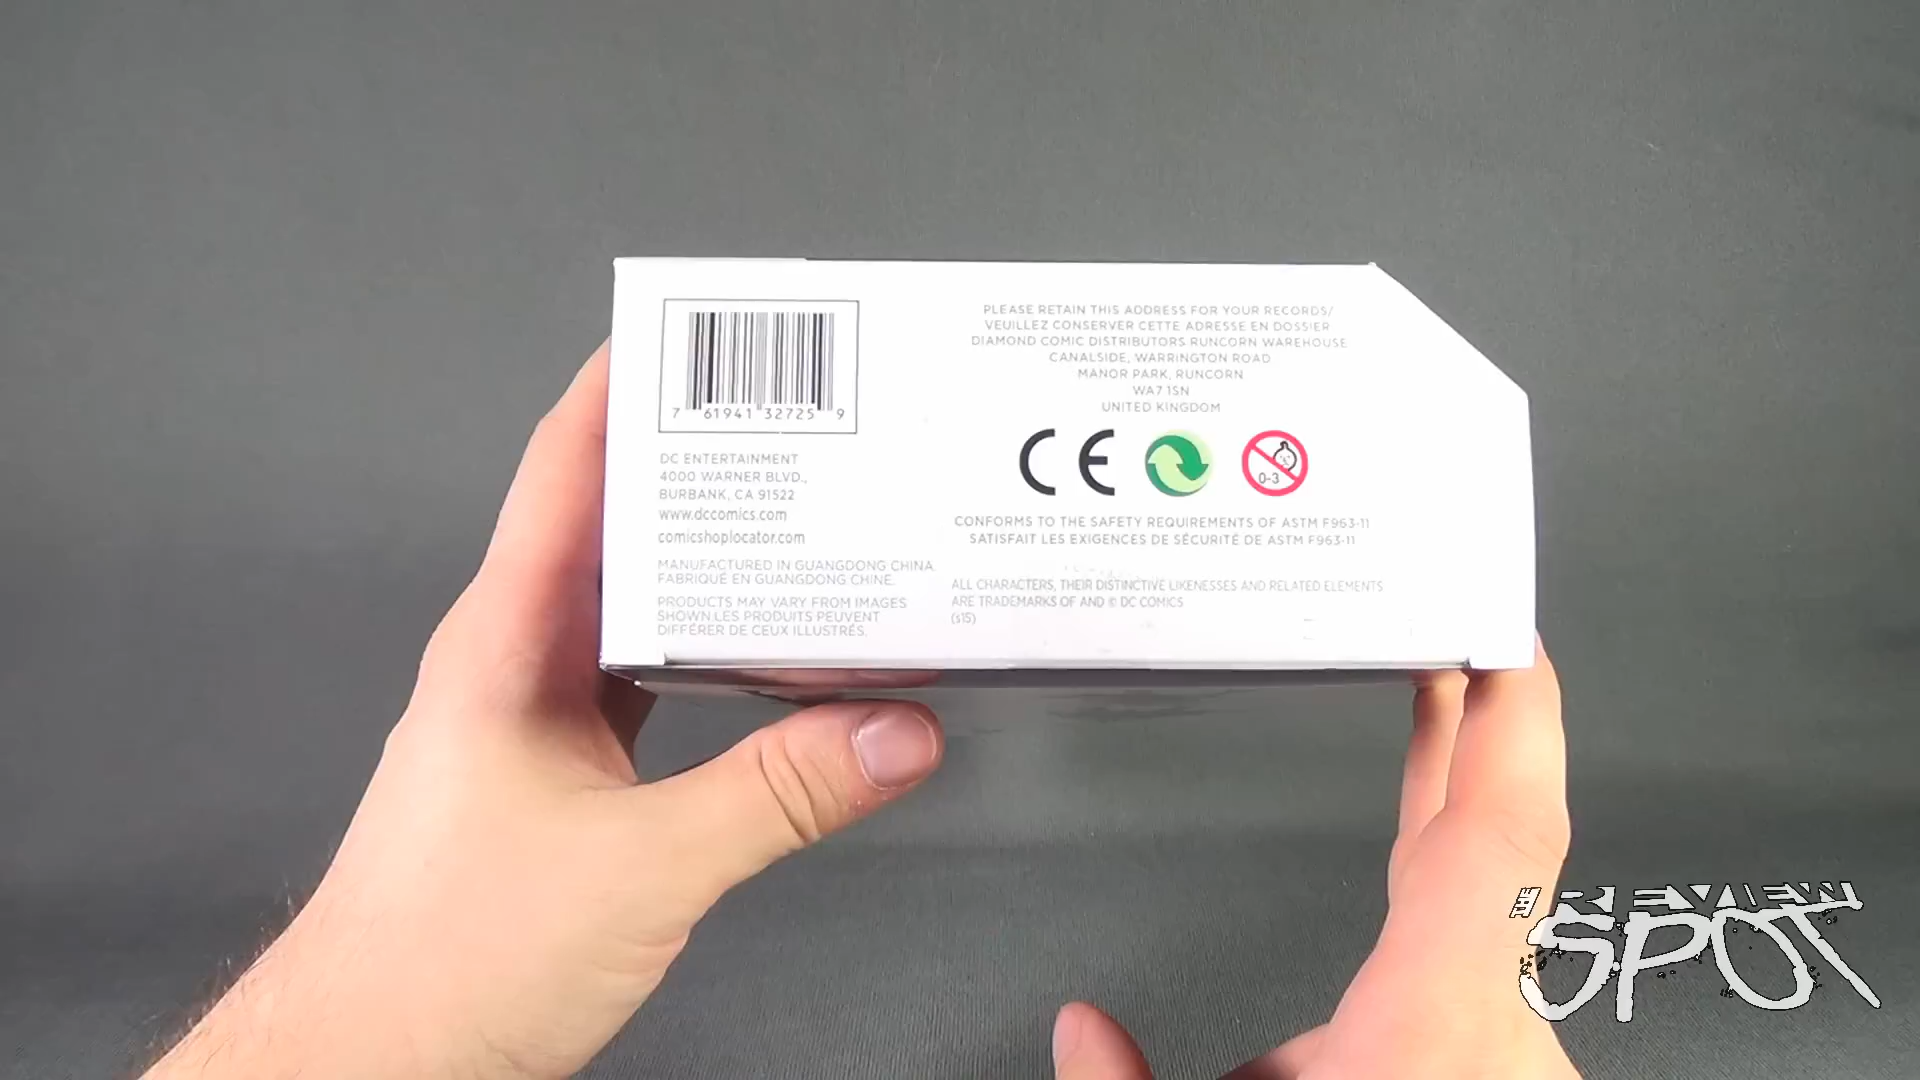 7 61941 32725 9
DC ENTERTAINMENT
4000 WARNER BLVD.,
BURBANK, CA 91522
www.dccomics.com
comicshoplocator.com
MANUFACTURED IN GUANGDONG CHINA.
FABRIQUÉ EN GUANGDONG CHINE.
PRODUCTS MAY VARY FROM IMAGES
SHOWN.LES PRODUITS PEUVENT
DIFFÉRER DE CEUX ILLUSTRÉS.
PLEASE RETAIN THIS ADDRESS FOR YOUR RECORDS/
VEUILLEZ CONSERVER CETTE ADRESSE EN DOSSIER
DIAMOND COMIC DISTRIBUTORS RUNCORN WAREHOUSE
CANALSIDE, WARRINGTON ROAD
MANOR PARK, RUNCORN
WA7 1SN
UNITED KINGDOM
CE
0-3
CONFORMS TO THE SAFETY REQUIREMENTS OF ASTM F963-11
SATISFAIT LES EXIGENCES DE SÉCURITÉ DE ASTM F963-11
ALL CHARACTERS, THEIR DISTINCTIVE LIKENESSES AND RELATED ELEMENTS
ARE TRADEMARKS OF AND © DC COMICS
(s15)
THE REVIEW
SPOT